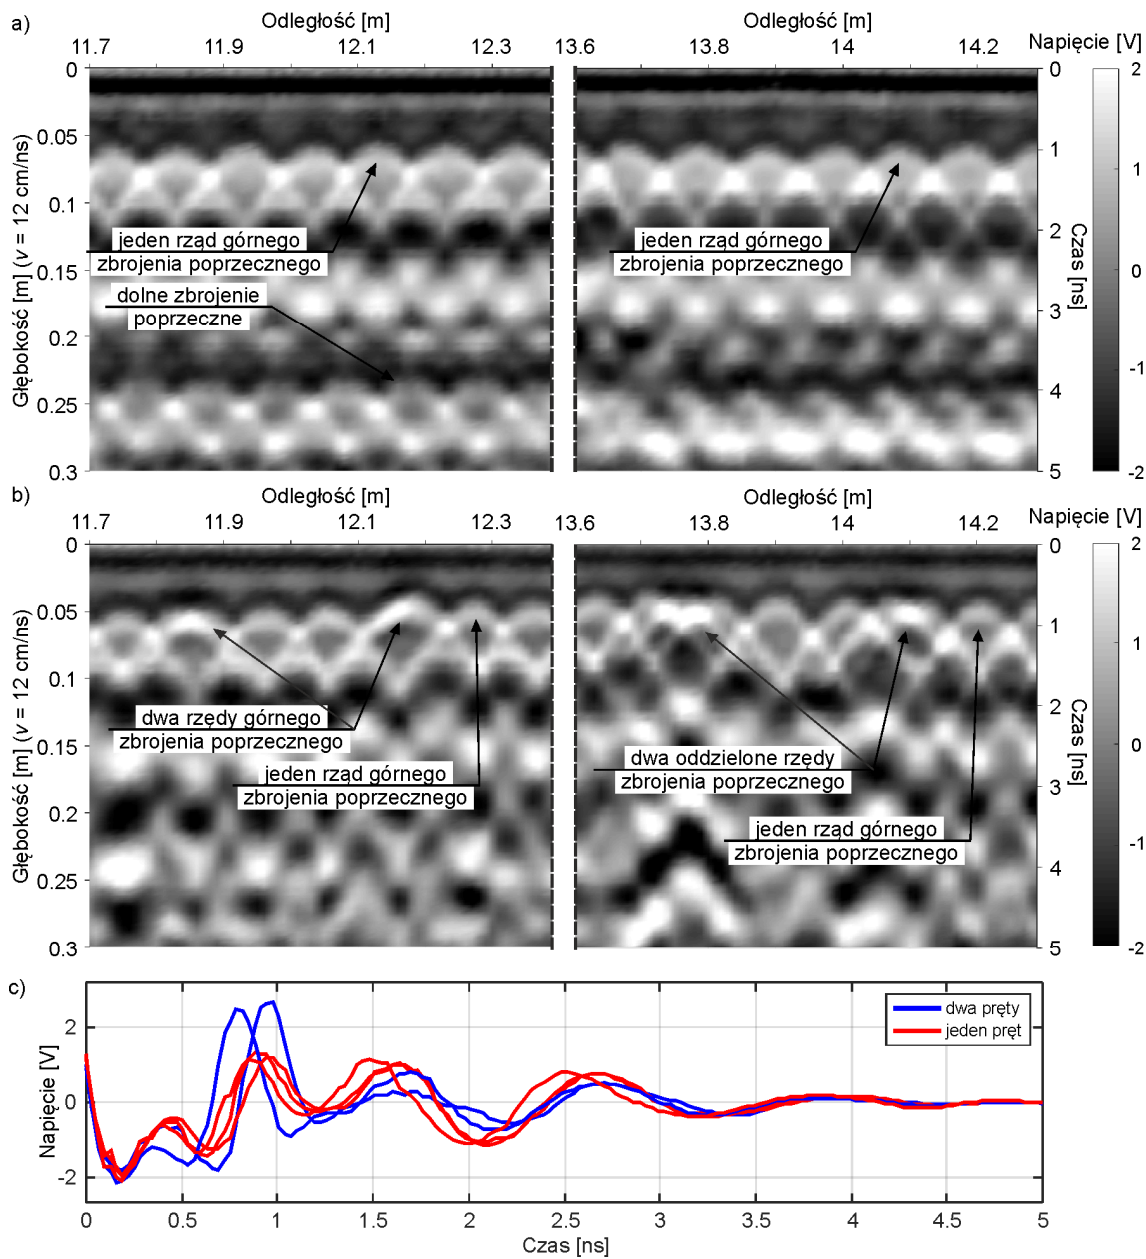 a)
Odległość [m]
Odległość [m]
Napięcie [V]
11.7 11.9 12.1 12.3
13.6 13.8 14 14.2
0
0.05
0.1
0.15
0.2
0.25
0.3
Głębokość [m] (v = 12 cm/ns)
jeden rząd górnego
zbrojenia poprzecznego
dolne zbrojenie
poprzeczne
jeden rząd górnego
zbrojenia poprzecznego
0
1
2
3
4
5
Czas [ns]
2
1
0
-1
-2
b)
Odległość [m]
Odległość [m]
Napięcie [V]
11.7 11.9 12.1 12.3
13.6 13.8 14 14.2
0
0.05
0.1
0.15
0.2
0.25
0.3
Głębokość [m] (v = 12 cm/ns)
dwa rzędy górnego
zbrojenia poprzecznego
jeden rząd górnego
zbrojenia poprzecznego
dwa oddzielone rzędy
zbrojenia poprzecznego
jeden rząd górnego
zbrojenia poprzecznego
0
1
2
3
4
5
Czas [ns]
2
1
0
-1
-2
c)
Napięcie [V]
2
0
-2
dwa pręty
jeden pręt
0 0.5 1 1.5 2 2.5 3 3.5 4 4.5 5
Czas [ns]